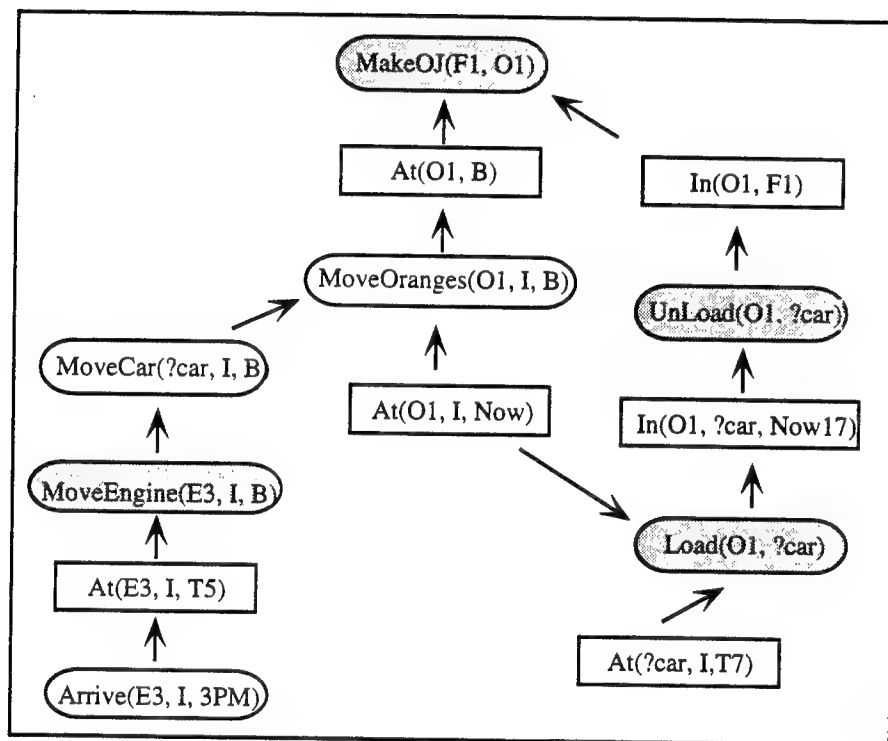 MakeOJ(F1, O1)
At(O1, B)
In(O1, F1)
MoveOranges(O1, I, B)
UnLoad(O1, ?car)
MoveCar(?car, I, B)
At(O1, I, Now)
In(O1, ?car, Now17)
MoveEngine(E3, I, B)
Load(O1, ?car)
At(E3, I, T5)
At(?car, I,T7)
Arrive(E3, I, 3PM)